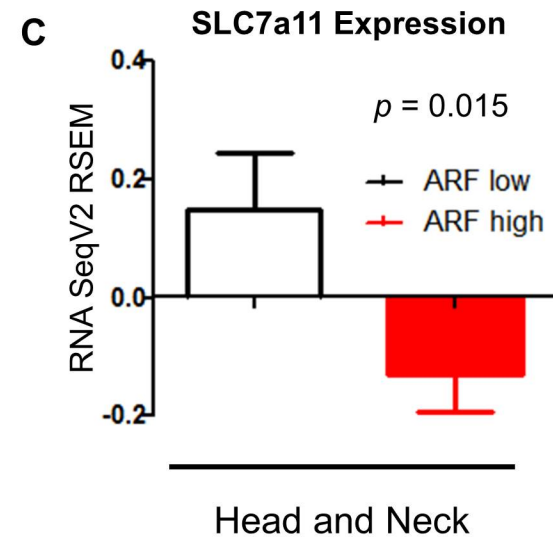 C
SLC7a11 Expression
RNA SeqV2 RSEM
0.4
0.2
0.0
-0.2
p = 0.015
ARF low
ARF high
Head and Neck